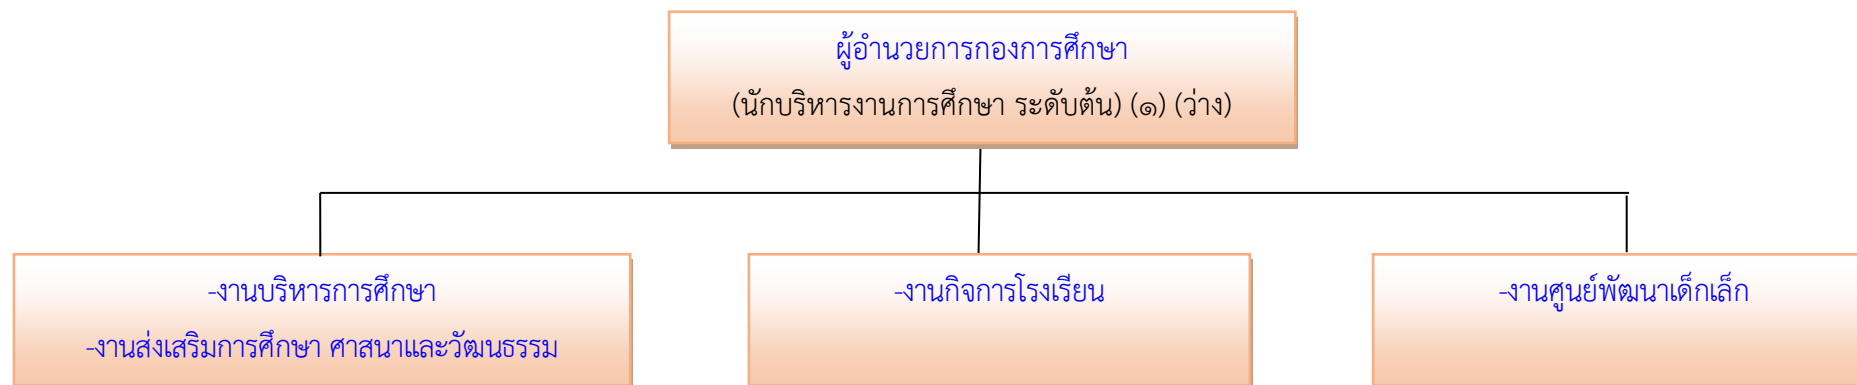 ผู้อำนวยการกองการศึกษา
(นักบริหารงานการศึกษา ระดับต้น) (๑) (ว่าง)
-งานบริหารการศึกษา
-งานส่งเสริมการศึกษา ศาสนาและวัฒนธรรม
-งานกิจการโรงเรียน
-งานศูนย์พัฒนาเด็กเล็ก